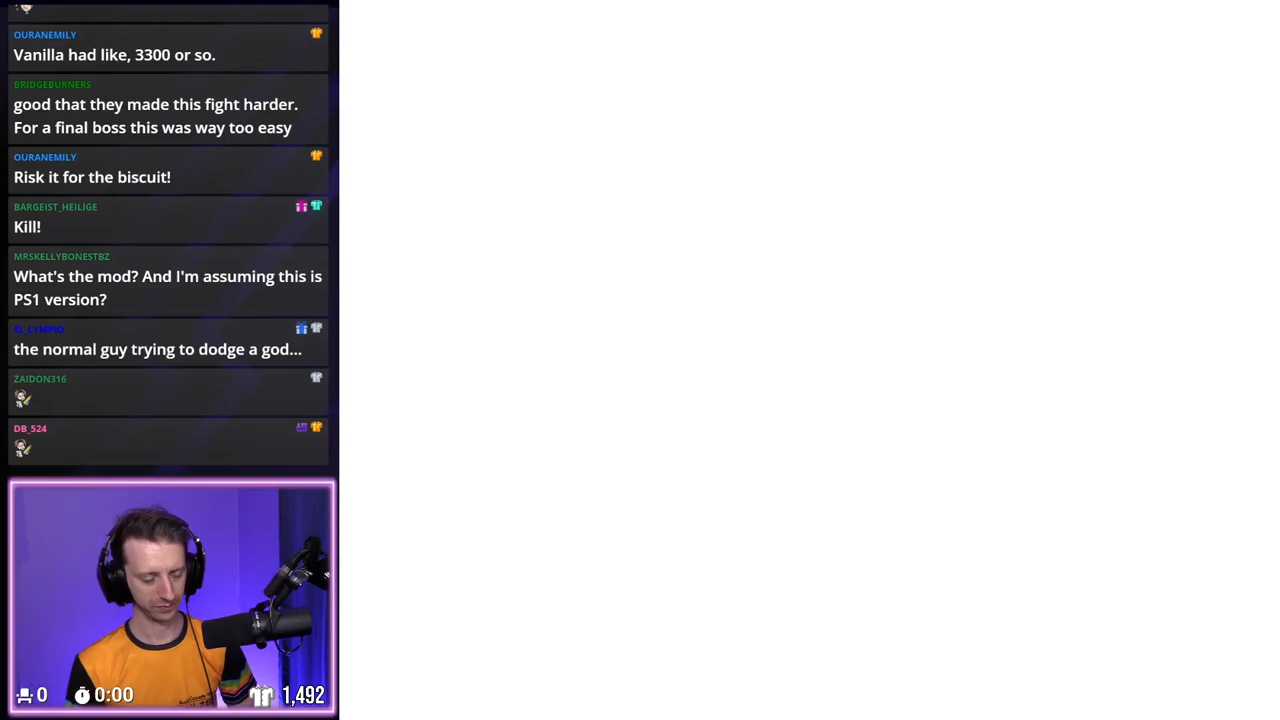 OURANEMILY
Vanilla had like, 3300 or so.
BRIDGEBURNERS
good that they made this fight harder.
For a final boss this was way too easy
OURANEMILY
Risk it for the biscuit!
BARGEIST_HEILIGE
Kill!
MRSKELLYBONESTBZ
What's the mod? And I'm assuming this is
PS1 version?
EL_LYMPIO
the normal guy trying to dodge a god...
ZAIDON316
DB_524
0 0:00 1,492